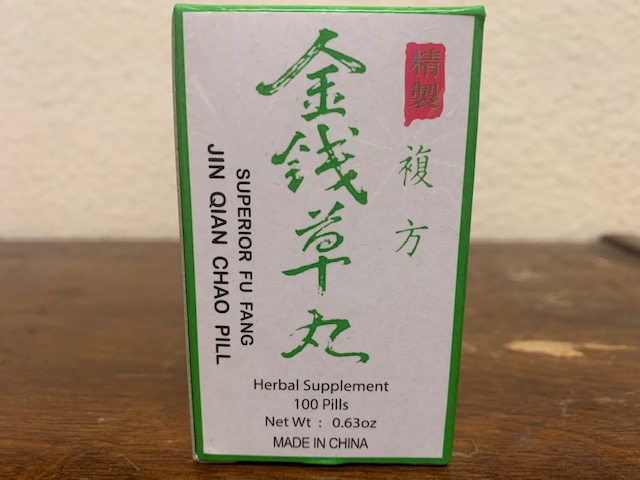 精製
複方
金錢草丸
SUPERIOR FU FANG
JIN QIAN CHAO PILL
Herbal Supplement
100 Pills
Net Wt : 0.63oz
MADE IN CHINA